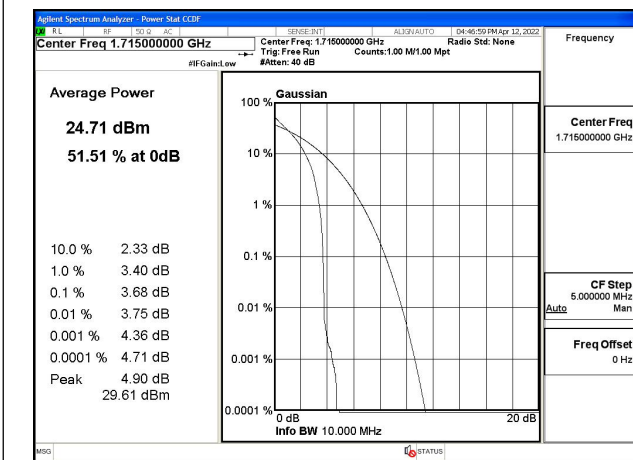 Agilent Spectrum Analyzer - Power Stat CCDF
RL RF 50 Ω AC SENSE:INT ALIGN AUTO 04:46:59 PM Apr 12, 2022
Center Freq 1.715000000 GHz
Center Freq: 1.715000000 GHz Radio Std: None
Trig: Free Run Counts:1.00 M/1.00 Mpt
#IFGain:Low #Atten: 40 dB
Frequency
Average Power
24.71 dBm
51.51 % at 0dB
10.0 % 2.33 dB
1.0 % 3.40 dB
0.1 % 3.68 dB
0.01 % 3.75 dB
0.001 % 4.36 dB
0.0001 % 4.71 dB
Peak 4.90 dB
29.61 dBm
Gaussian
100 %
10 %
1 %
0.1 %
0.01 %
0.001 %
0.0001 %
0 dB 20 dB
Info BW 10.000 MHz
Center Freq
1.715000000 GHz
CF Step
5.000000 MHz
Auto Man
Freq Offset
0 Hz
MSG STATUS